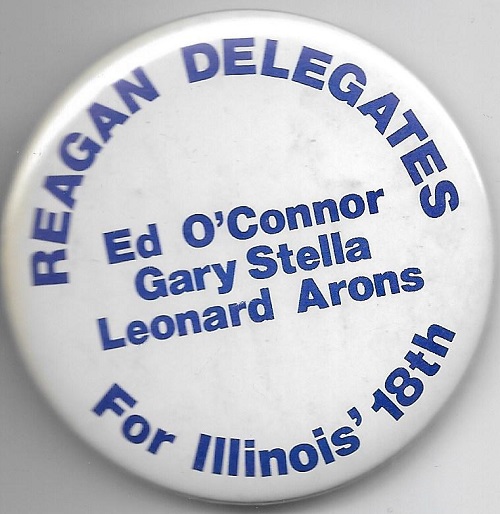 REAGAN DELEGATES
Ed O'Connor
Gary Stella
Leonard Arons
For Illinois' 18th